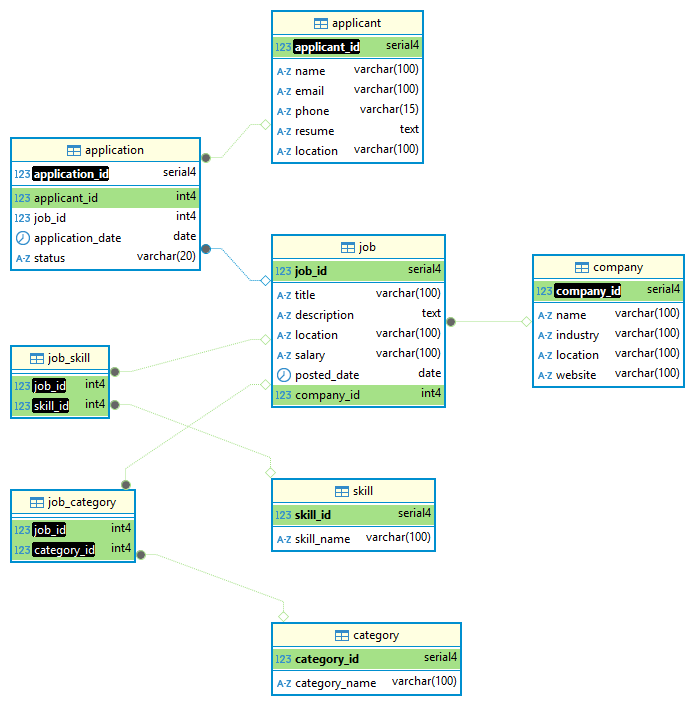 applicant
123 applicant_id serial4
A-Z name varchar(100)
A-Z email varchar(100)
A-Z phone varchar(15)
A-Z resume text
A-Z location varchar(100)
application
123 application_id serial4
123 applicant_id int4
123 job_id int4
application_date date
A-Z status varchar(20)
job
123 job_id serial4
A-Z title varchar(100)
A-Z description text
A-Z location varchar(100)
A-Z salary varchar(100)
posted_date date
123 company_id int4
company
123 company_id serial4
A-Z name varchar(100)
A-Z industry varchar(100)
A-Z location varchar(100)
A-Z website varchar(100)
job_skill
123 job_id int4
123 skill_id int4
skill
123 skill_id serial4
A-Z skill_name varchar(100)
job_category
123 job_id int4
123 category_id int4
category
123 category_id serial4
A-Z category_name varchar(100)